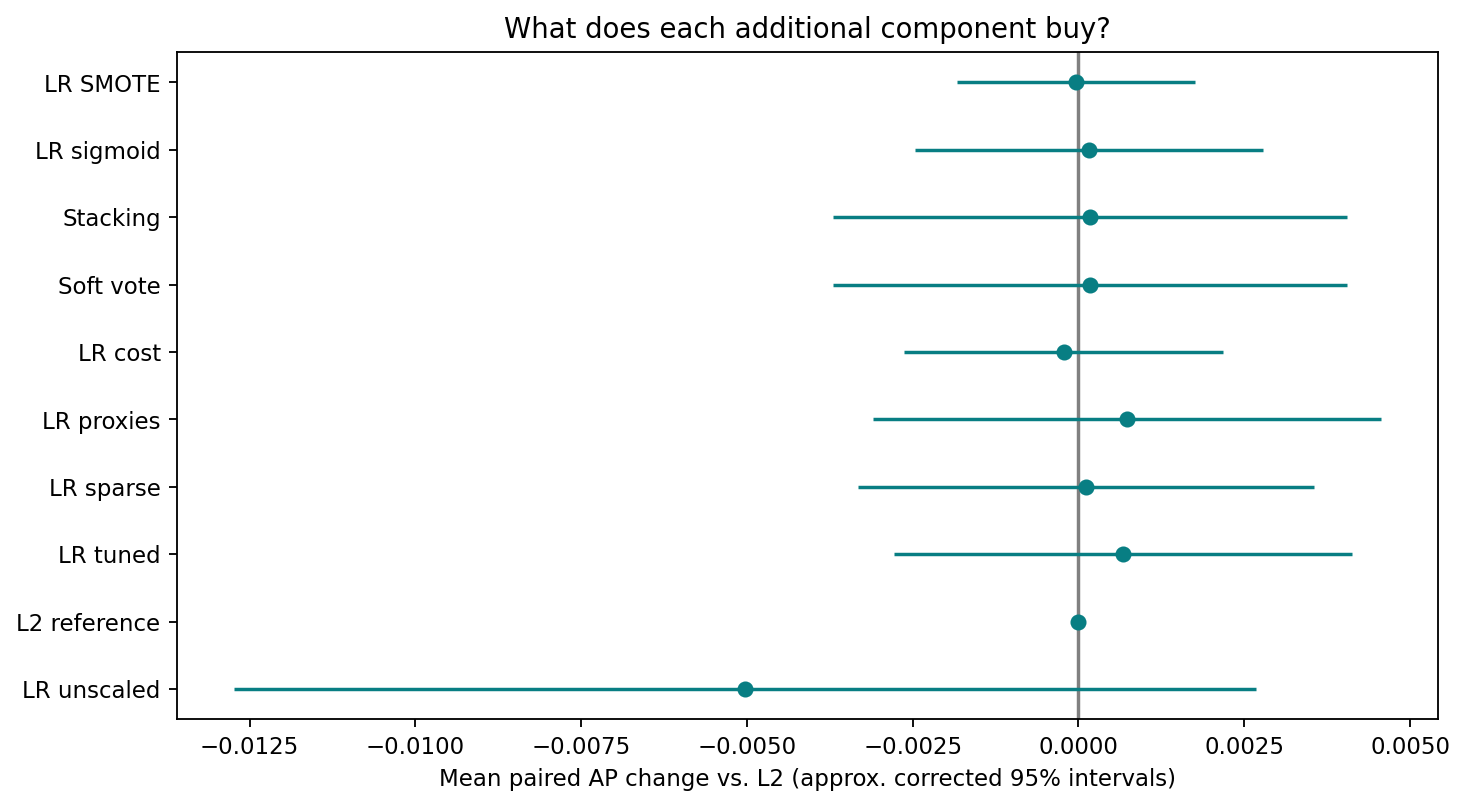 What does each additional component buy?
LR SMOTE
LR sigmoid
Stacking
Soft vote
LR cost
LR proxies
LR sparse
LR tuned
L2 reference
LR unscaled
−0.0125 −0.0100 −0.0075 −0.0050 −0.0025 0.0000 0.0025 0.0050
Mean paired AP change vs. L2 (approx. corrected 95% intervals)